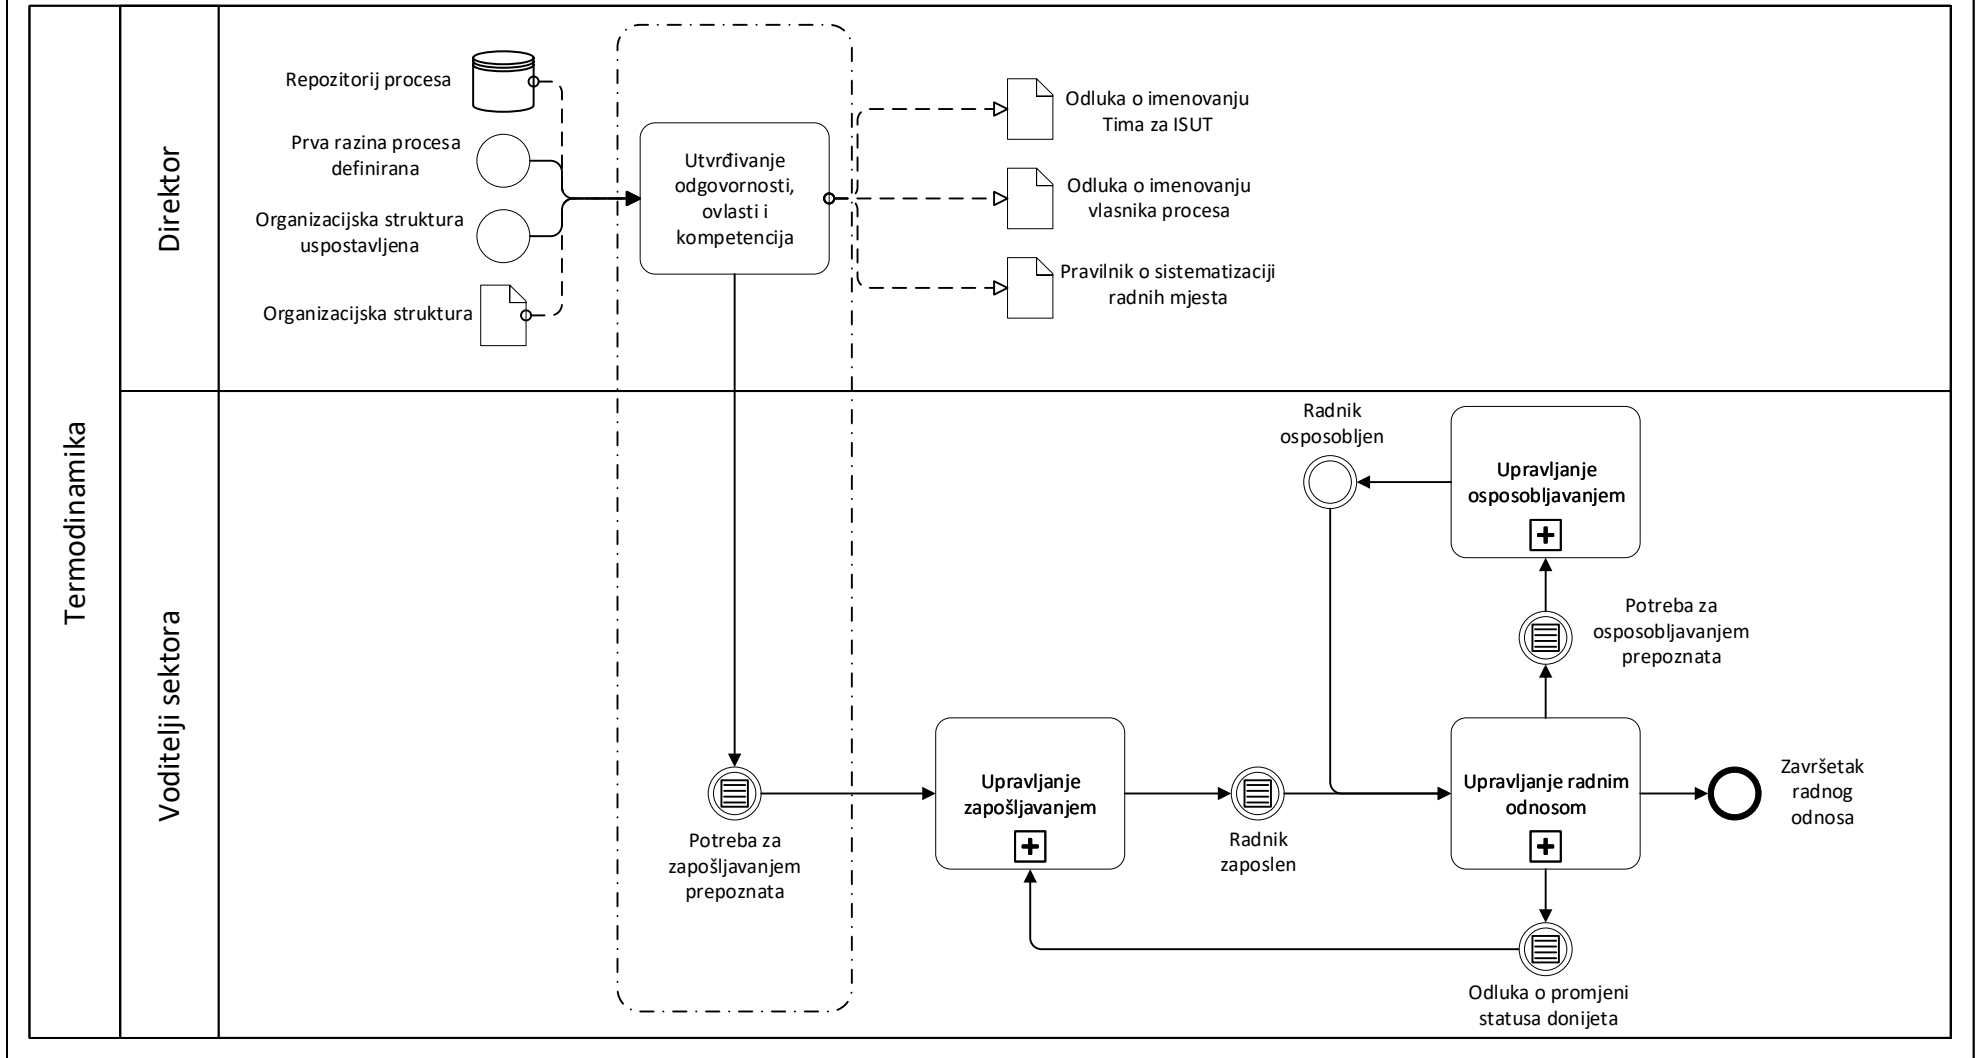 Termodinamika
Direktor
Repozitorij procesa
Prva razina procesa
definirana
Organizacijska struktura
uspostavljena
Organizacijska struktura
Utvrđivanje
odgovornosti,
ovlasti i
kompetencija
Odluka o imenovanju
Tima za ISUT
Odluka o imenovanju
vlasnika procesa
Pravilnik o sistematizaciji
radnih mjesta
Voditelji sektora
Radnik
osposobljen
Upravljanje
osposobljavanjem
Potreba za
osposobljavanjem
prepoznata
Potreba za
zapošljavanjem
prepoznata
Upravljanje
zapošljavanjem
Radnik
zaposlen
Upravljanje radnim
odnosom
Završetak
radnog
odnosa
Odluka o promjeni
statusa donijeta